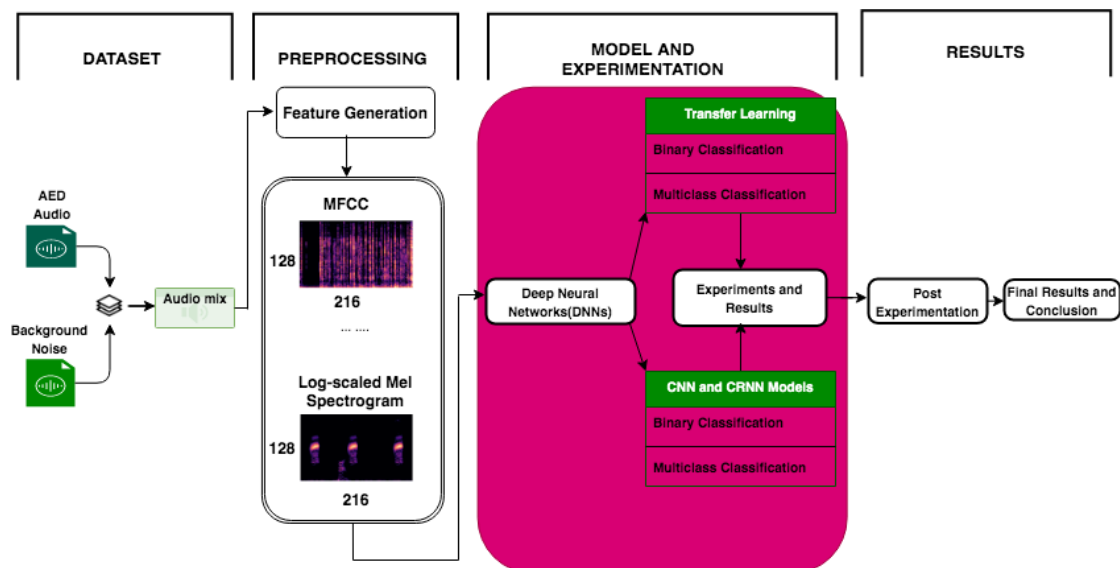 DATASET
PREPROCESSING
MODEL AND
EXPERIMENTATION
RESULTS
AED
Audio
Background
Noise
Audio mix
Feature Generation
MFCC
128
216
... ....
Log-scaled Mel
Spectrogram
128
216
Deep Neural
Networks(DNNs)
Transfer Learning
Binary Classification
Multiclass Classification
Experiments and
Results
CNN and CRNN Models
Binary Classification
Multiclass Classification
Post
Experimentation
Final Results and
Conclusion